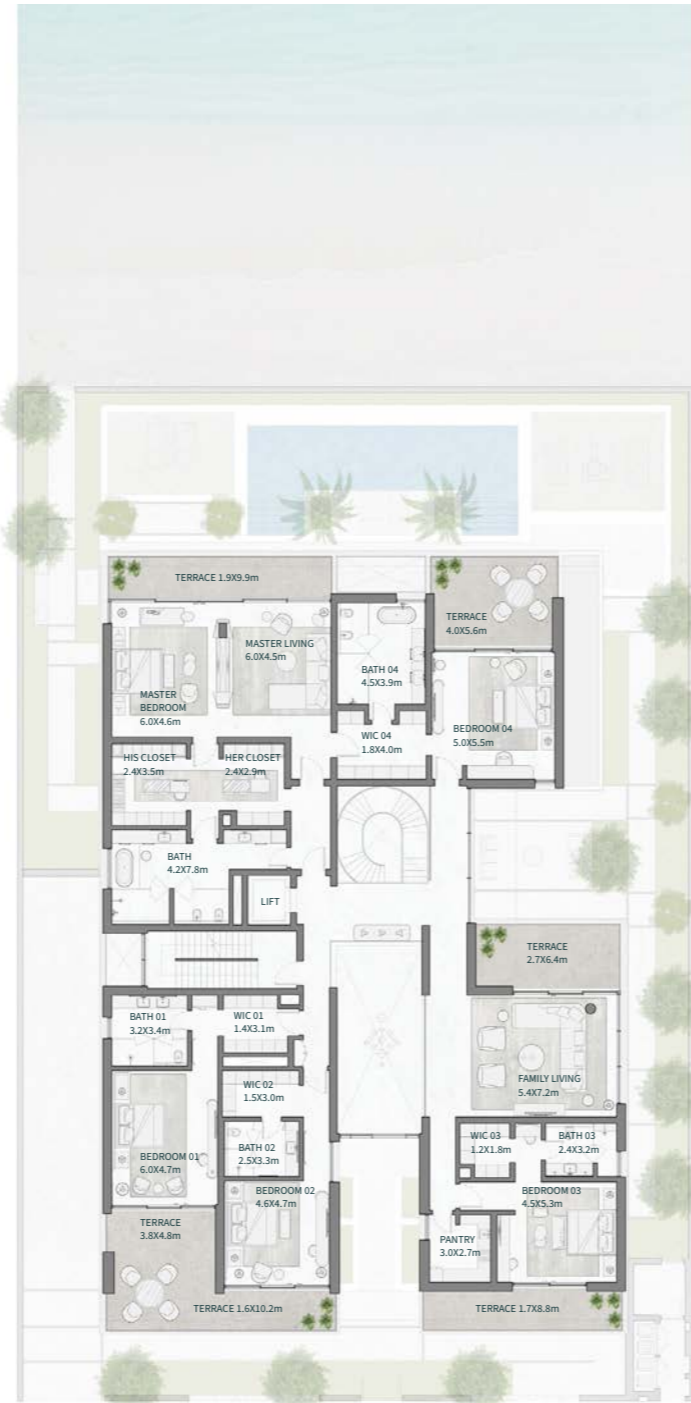 TERRACE 1.9X9.9m
TERRACE
4.0X5.6m
MASTER LIVING
6.0X4.5m
BATH 04
4.5X3.9m
MASTER
BEDROOM
6.0X4.6m
BEDROOM 04
5.0X5.5m
WIC 04
1.8X4.0m
HIS CLOSET
2.4X3.5m
HER CLOSET
2.4X2.9m
BATH
4.2X7.8m
LIFT
TERRACE
2.7X6.4m
BATH 01
3.2X3.4m
WIC 01
1.4X3.1m
FAMILY LIVING
5.4X7.2m
WIC 02
1.5X3.0m
BATH 02
2.5X3.3m
WIC 03
1.2X1.8m
BATH 03
2.4X3.2m
BEDROOM 01
6.0X4.7m
BEDROOM 02
4.6X4.7m
BEDROOM 03
4.5X5.3m
TERRACE
3.8X4.8m
PANTRY
3.0X2.7m
TERRACE 1.6X10.2m
TERRACE 1.7X8.8m